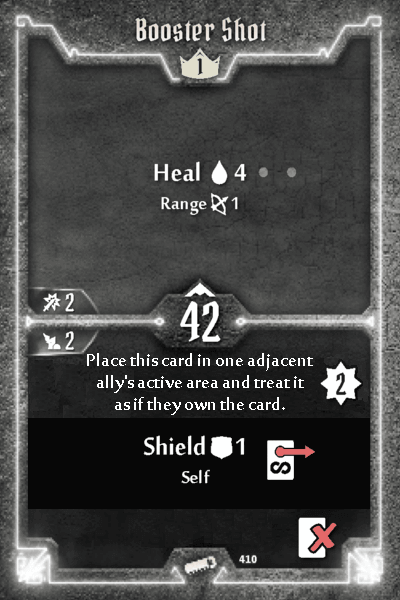 Booster Shot
1
Heal 4
Range 1
2
42
2
Place this card in one adjacent
ally's active area and treat it
as if they own the card.
2
Shield 1
S
Self
410